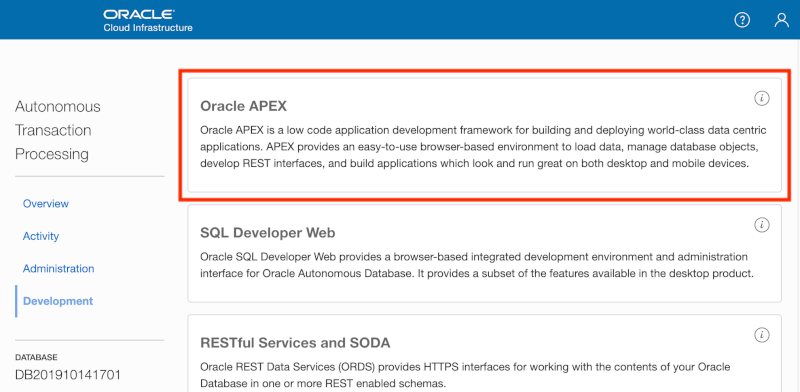 ORACLE
Cloud Infrastructure
Autonomous
Transaction
Processing
Overview
Activity
Administration
Development
DATABASE
DB201910141701
Oracle APEX
Oracle APEX is a low code application development framework for building and deploying world-class data centric
applications. APEX provides an easy-to-use browser-based environment to load data, manage database objects,
develop REST interfaces, and build applications which look and run great on both desktop and mobile devices.
SQL Developer Web
Oracle SQL Developer Web provides a browser-based integrated development environment and administration
interface for Oracle Autonomous Database. It provides a subset of the features available in the desktop product.
RESTful Services and SODA
Oracle REST Data Services (ORDS) provides HTTPS interfaces for working with the contents of your Oracle
Database in one or more REST enabled schemas.